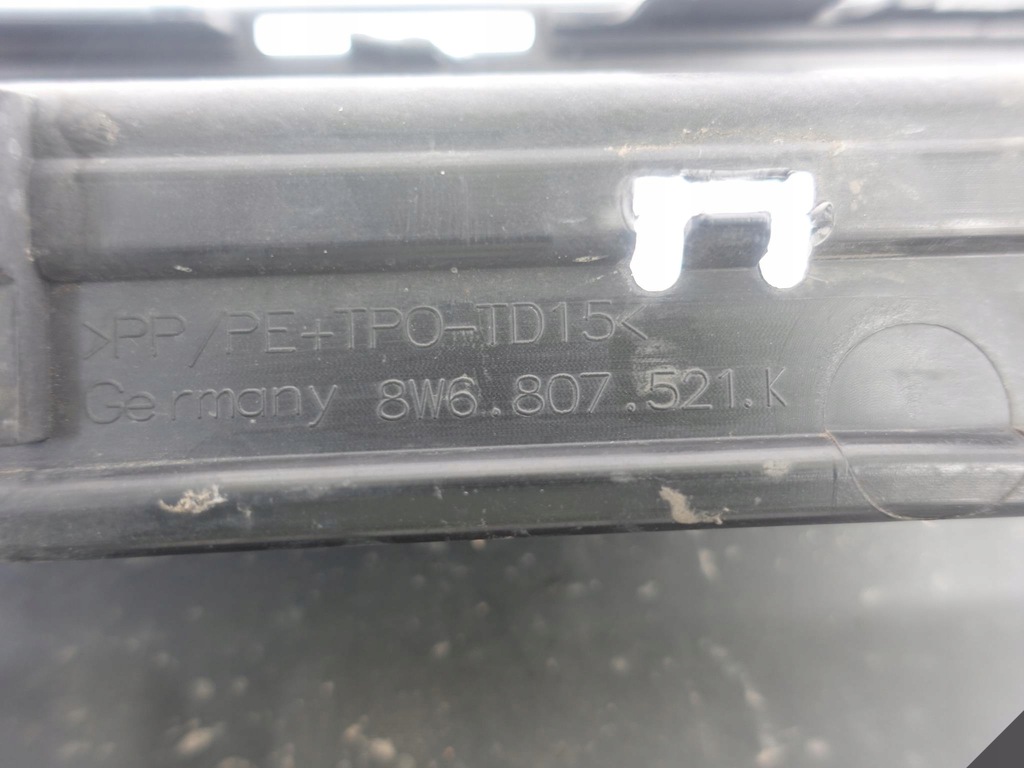 >PP/PE+TPO-TD15<
Germany 8W6.807.521.K